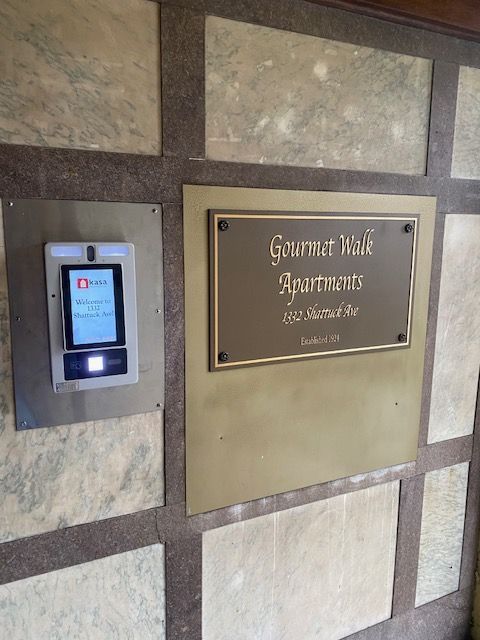 kasa
Welcome to
1332
Shattuck Ave!
Gourmet Walk
Apartments
1332 Shattuck Ave
Established 1924